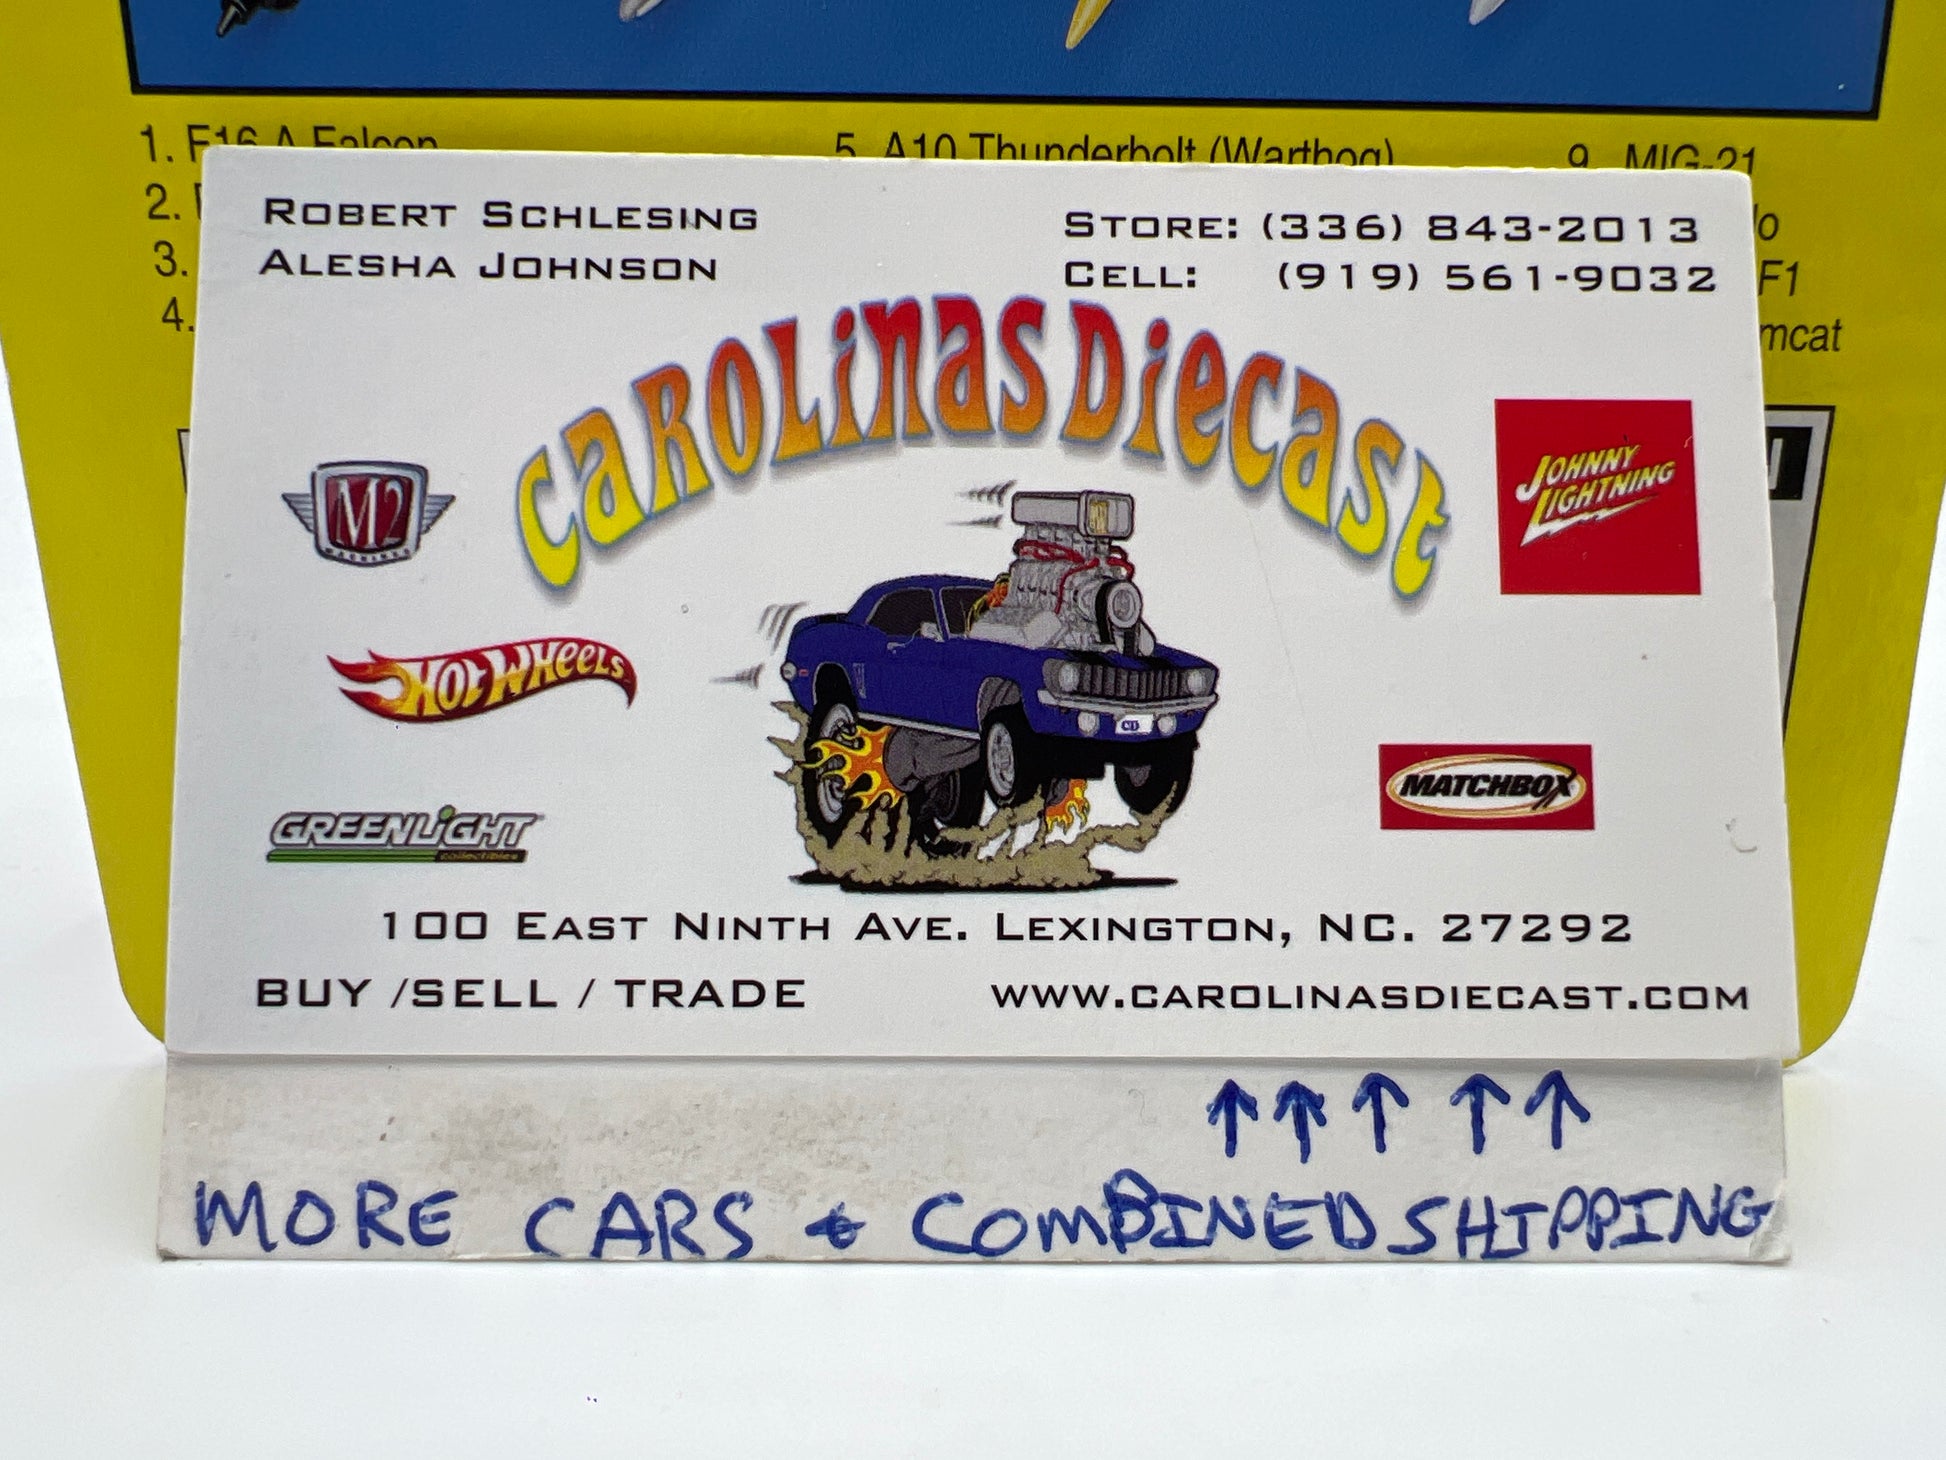 1. F16 A Falcon 5. A10 Thunderbolt (Warthog) 9. MIG-21
2.
3. F1
4. mcat
ROBERT SCHLESING STORE: (336) 843-2013
ALESHA JOHNSON CELL: (919) 561-9032
CAROLINAS DIECAST
M2
MACHINES
JOHNNY
LIGHTNING
HOT WHEELS
MATCHBOX
GREENLIGHT
collectibles
100 EAST NINTH AVE. LEXINGTON, NC. 27292
BUY /SELL / TRADE WWW.CAROLINASDIECAST.COM
↑↑↑↑↑
MORE CARS & COMBINED SHIPPING